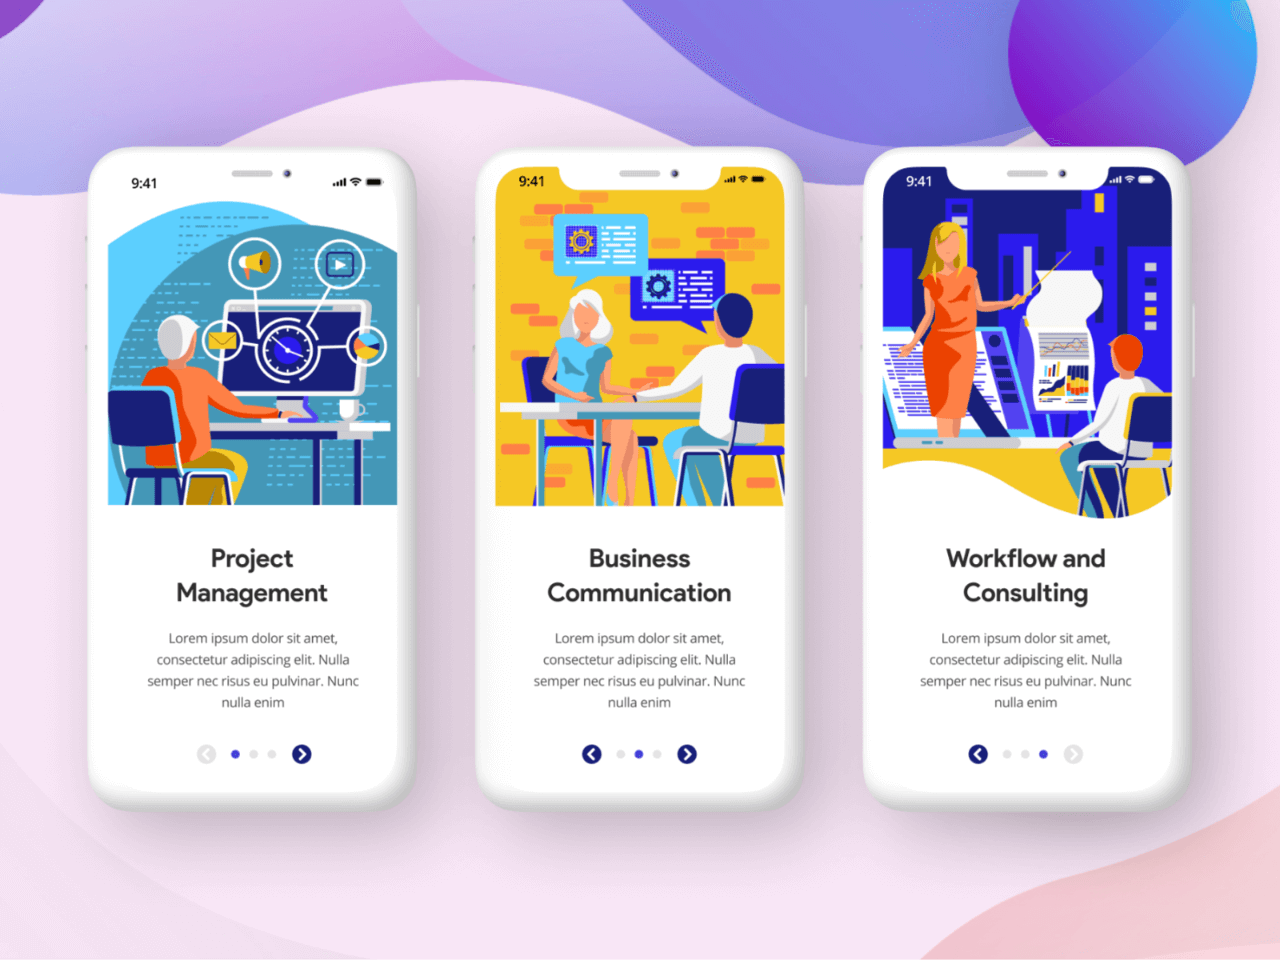 9:41
Project
Management
Lorem ipsum dolor sit amet,
consectetur adipiscing elit. Nulla
semper nec risus eu pulvinar. Nunc
nulla enim
9:41
Business
Communication
Lorem ipsum dolor sit amet,
consectetur adipiscing elit. Nulla
semper nec risus eu pulvinar. Nunc
nulla enim
9:41
Workflow and
Consulting
Lorem ipsum dolor sit amet,
consectetur adipiscing elit. Nulla
semper nec risus eu pulvinar. Nunc
nulla enim